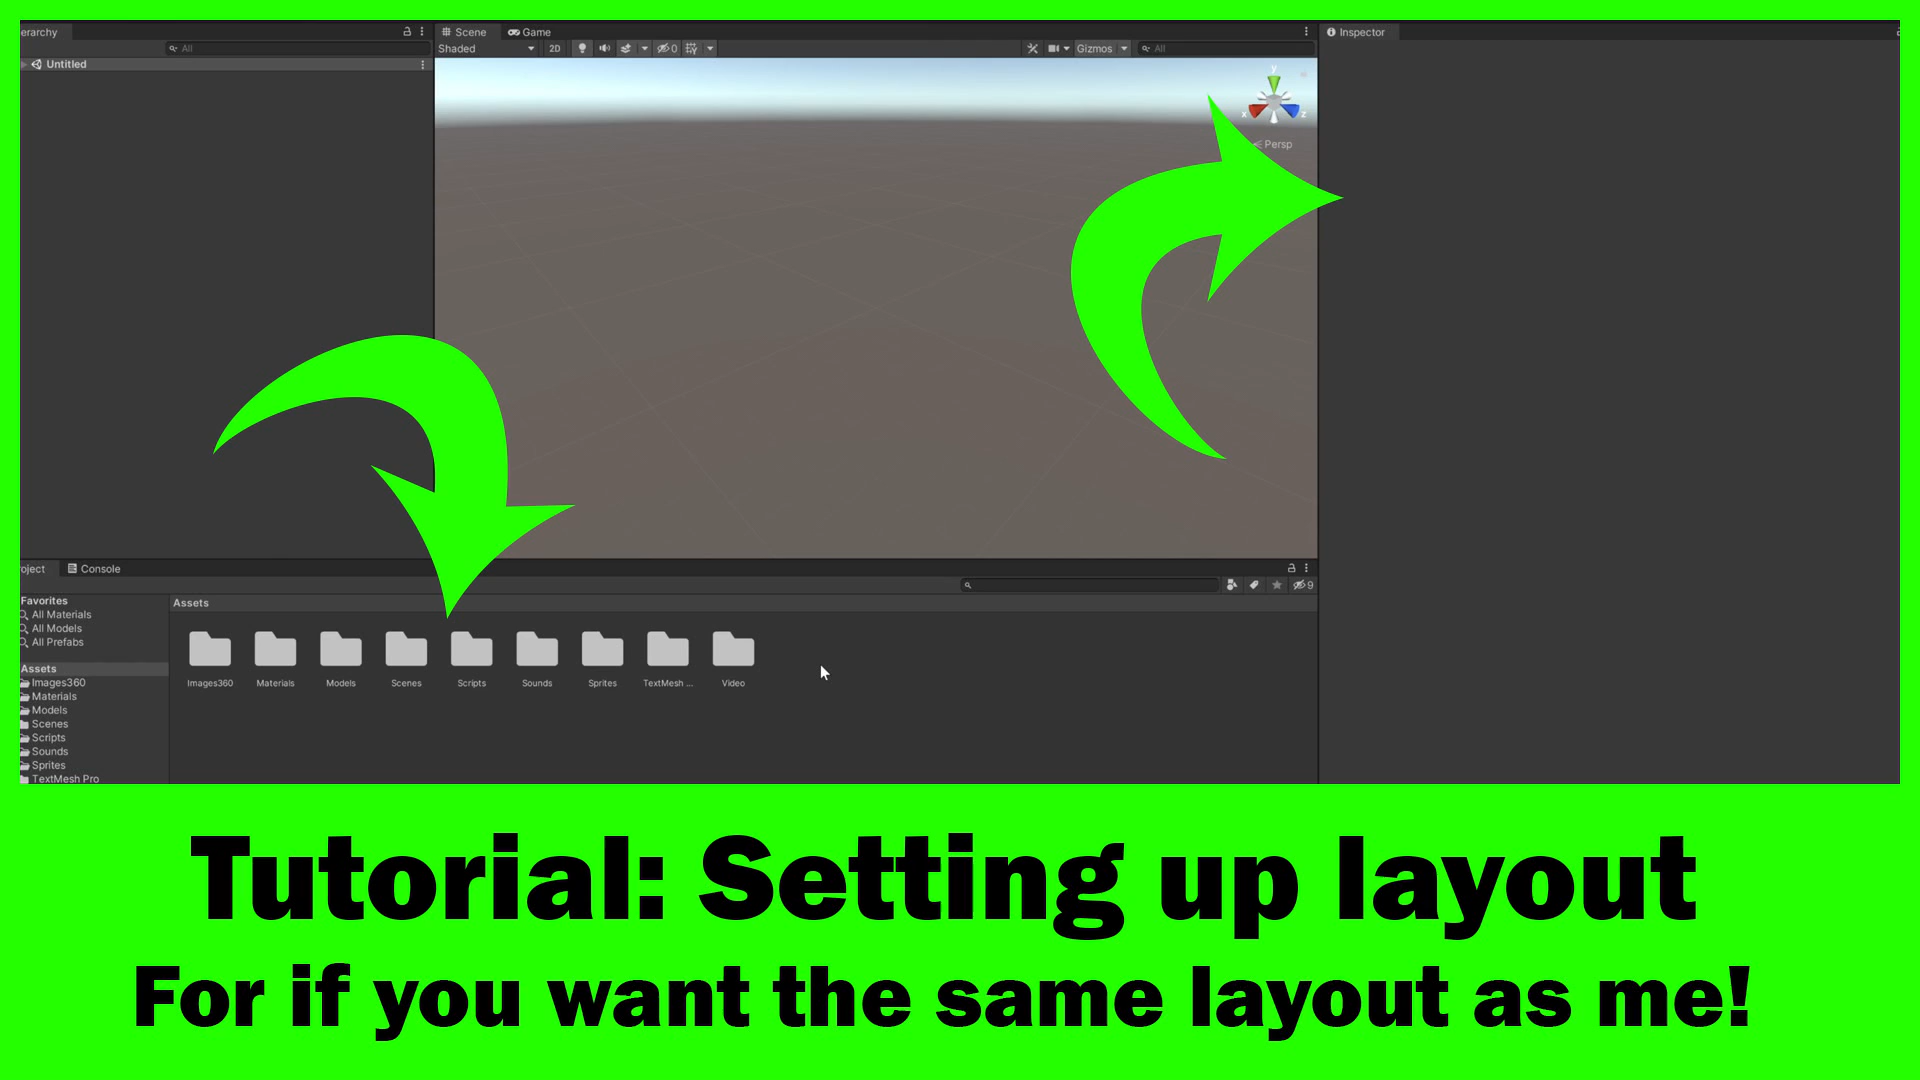 erarchy
Scene
Game
Inspector
All
Shaded
2D
0
Gizmos
All
Untitled
y
x
z
Persp
oject
Console
9
Favorites
All Materials
All Models
All Prefabs
Assets
Images360
Materials
Models
Scenes
Scripts
Sounds
Sprites
TextMesh Pro
Assets
Images360
Materials
Models
Scenes
Scripts
Sounds
Sprites
TextMesh ...
Video
Tutorial: Setting up layout
For if you want the same layout as me!